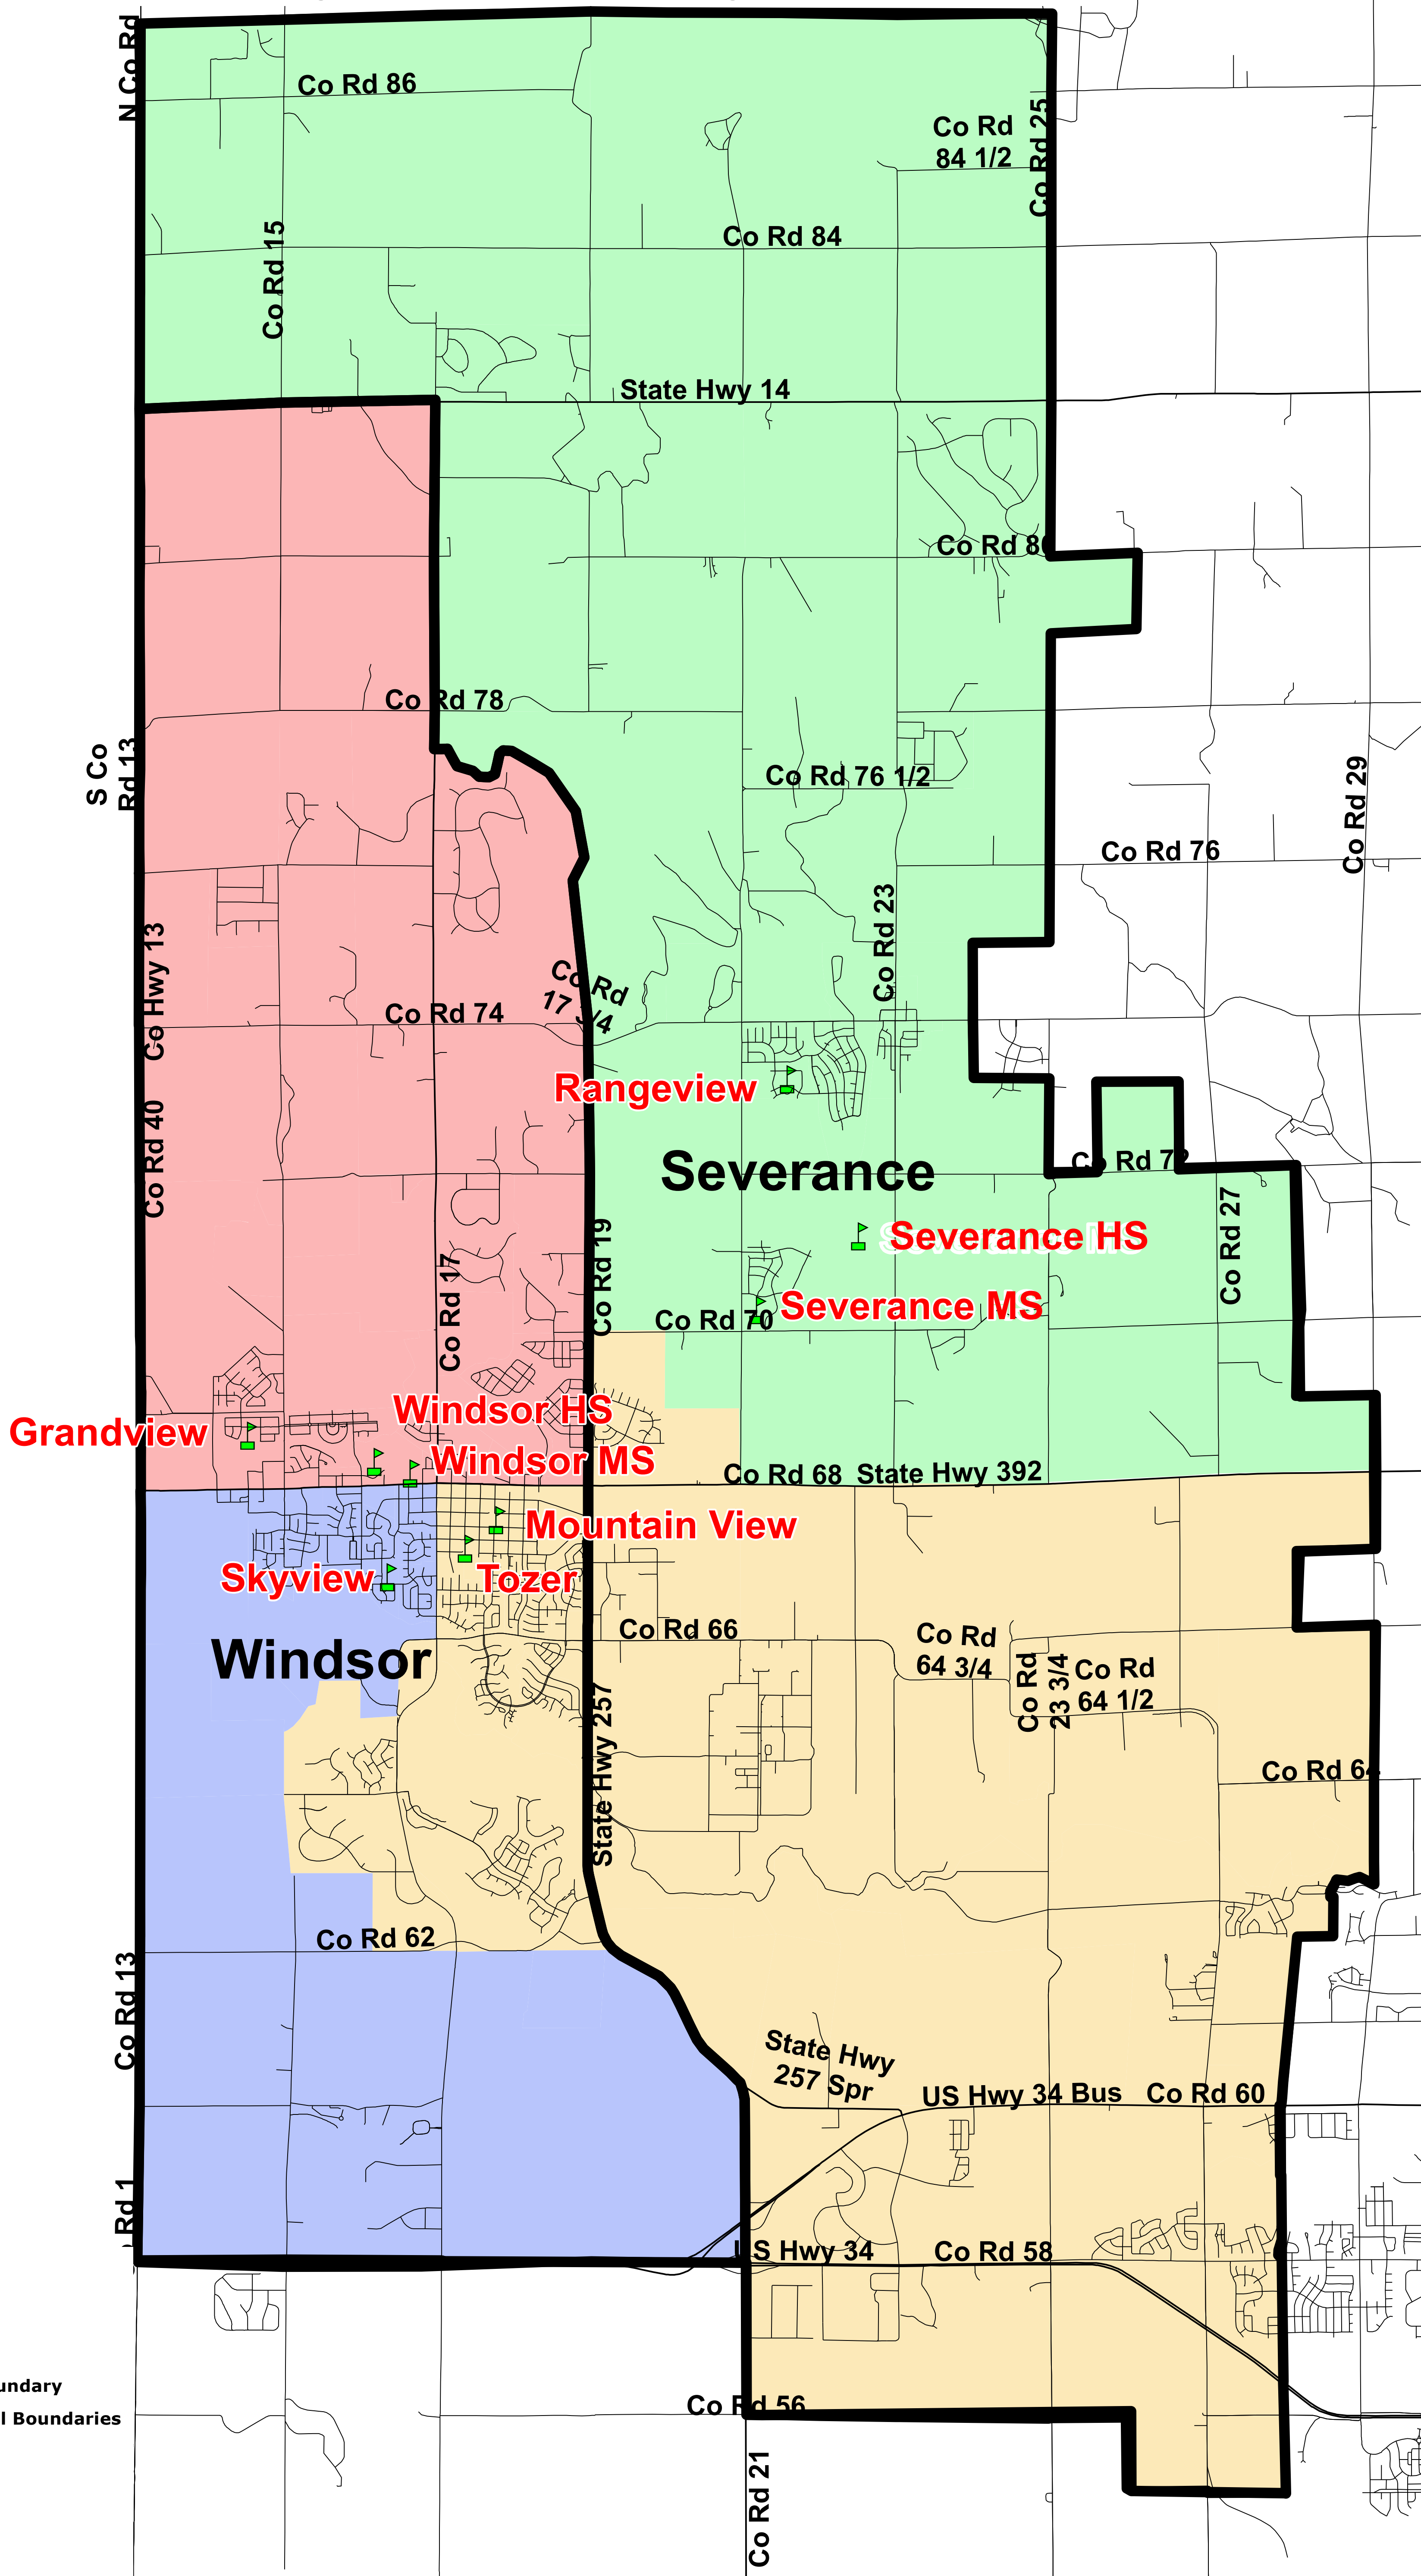 N Co Rd
Co Rd 86
Co Rd 25
Co Rd
84 1/2
Co Rd 15
Co Rd 84
State Hwy 14
Co Rd 80
Co Rd 78
S Co
Rd 13
Co Rd 76 1/2
Co Rd 29
Co Rd 76
Co Rd 23
Co Hwy 13
Co Rd
17 3/4
Co Rd 74
Rangeview
Co Rd 40
Severance
Co Rd 72
Co Rd 27
Severance HS
Co Rd 19
Co Rd 17
Severance MS
Co Rd 70
Windsor HS
Grandview
Windsor MS
Co Rd 68 State Hwy 392
Mountain View
Skyview
Tozer
Co Rd 66
Co Rd
64 3/4
Windsor
Co Rd
23 3/4
Co Rd
64 1/2
State Hwy 257
Co Rd 64
Co Rd 62
Co Rd 13
State Hwy
257 Spr
US Hwy 34 Bus Co Rd 60
Rd 1
US Hwy 34
Co Rd 58
undary
l Boundaries
Co Rd 56
Co Rd 21